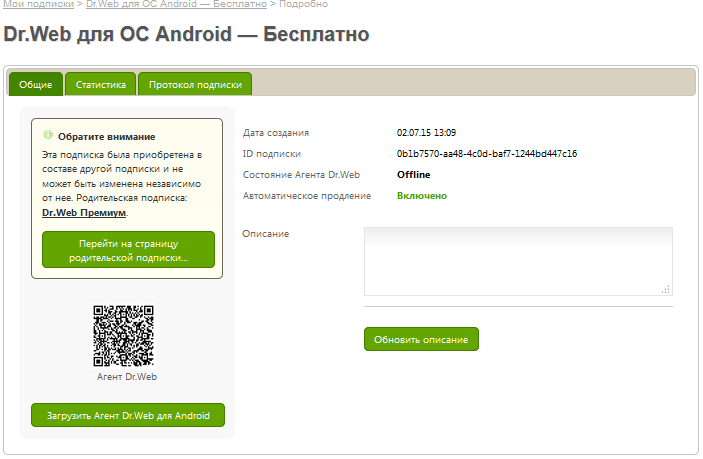 Мои подписки > Dr.Web для ОС Android — Бесплатно > Подробно
Dr.Web для ОС Android — Бесплатно
Общие
Статистика
Протокол подписки
Обратите внимание
Эта подписка была приобретена в
составе другой подписки и не
может быть изменена независимо
от нее. Родительская подписка:
Dr.Web Премиум.
Перейти на страницу
родительской подписки...
Агент Dr.Web
Загрузить Агент Dr.Web для Android
Дата создания 02.07.15 13:09
ID подписки 0b1b7570-aa48-4c0d-baf7-1244bd447c16
Состояние Агента Dr.Web Offline
Автоматическое продление Включено
Описание
Обновить описание